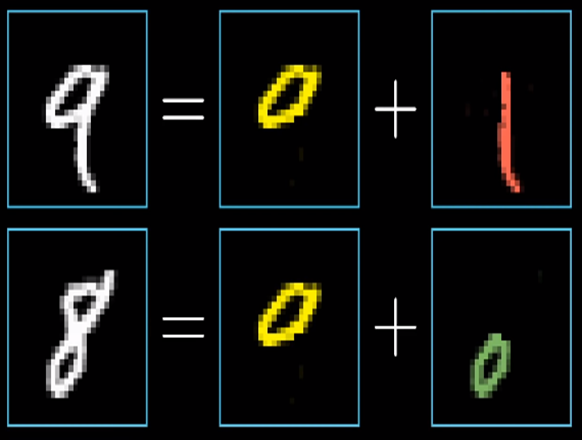 9 = 0 + 1
8 = 0 + 0